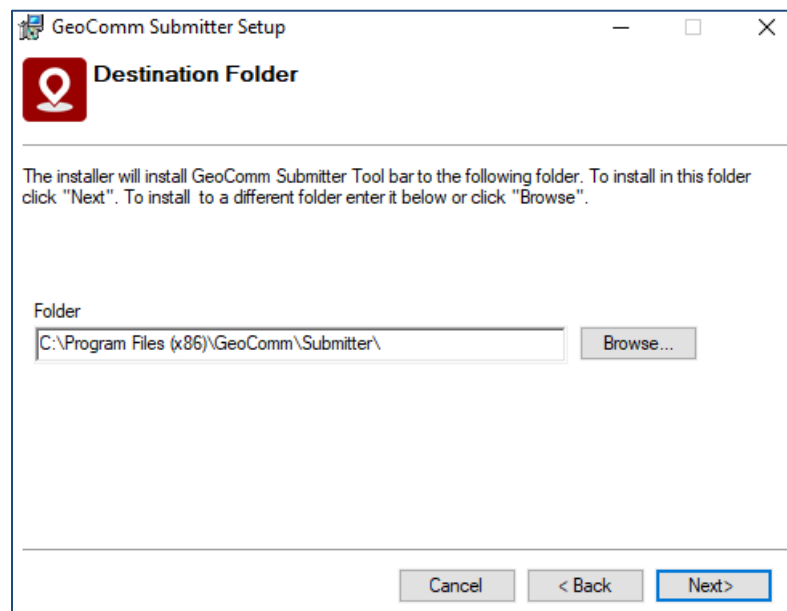 GeoComm Submitter Setup
Destination Folder
The installer will install GeoComm Submitter Tool bar to the following folder. To install in this folder
click "Next". To install to a different folder enter it below or click "Browse".
Folder
C:\Program Files (x86)\GeoComm\Submitter\
Browse...
Cancel
< Back
Next>